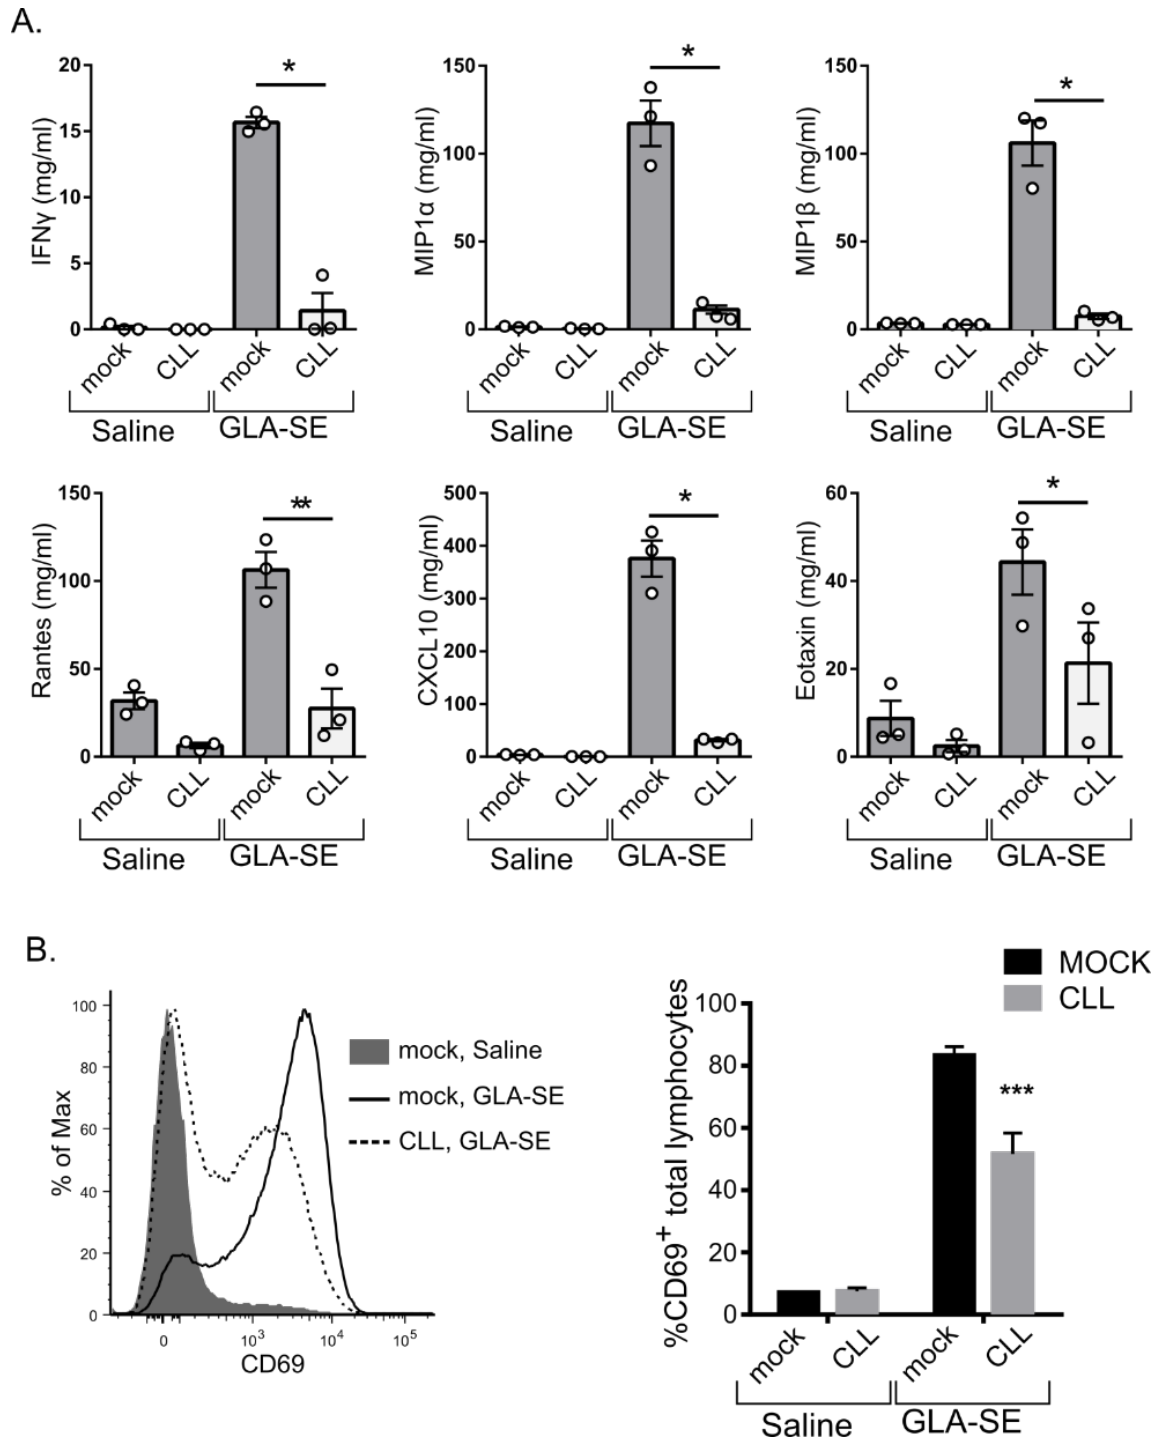 A.
IFNγ (mg/ml)
20
15
10
5
0
*
mock
CLL
mock
CLL
Saline
GLA-SE
MIP1α (mg/ml)
150
100
50
0
*
mock
CLL
mock
CLL
Saline
GLA-SE
MIP1β (mg/ml)
150
100
50
0
*
mock
CLL
mock
CLL
Saline
GLA-SE
Rantes (mg/ml)
150
100
50
0
**
mock
CLL
mock
CLL
Saline
GLA-SE
CXCL10 (mg/ml)
500
400
300
200
100
0
*
mock
CLL
mock
CLL
Saline
GLA-SE
Eotaxin (mg/ml)
60
40
20
0
*
mock
CLL
mock
CLL
Saline
GLA-SE
B.
% of Max
100
80
60
40
20
0
0
10³
10⁴
10⁵
CD69
mock, Saline
mock, GLA-SE
CLL, GLA-SE
MOCK
CLL
%CD69⁺ total lymphocytes
100
80
60
40
20
0
***
mock
CLL
mock
CLL
Saline
GLA-SE